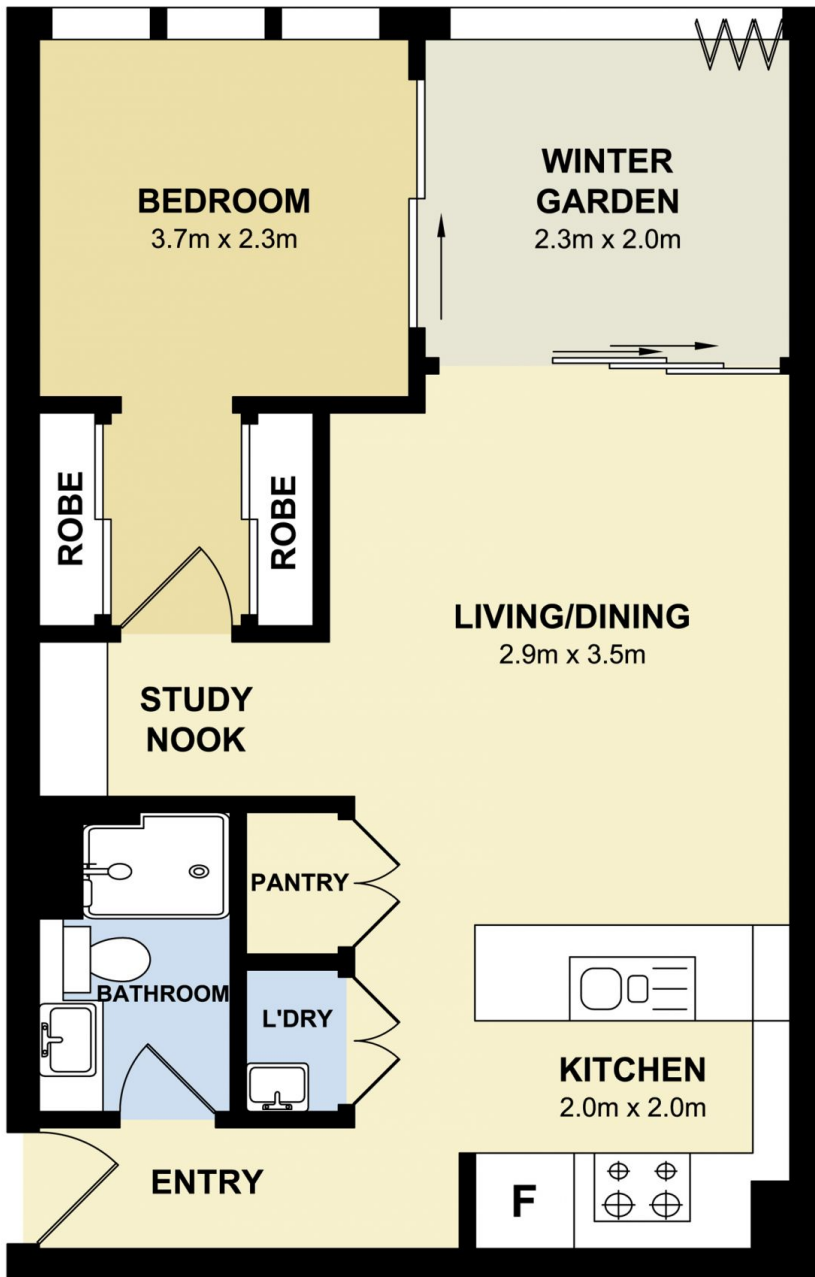 BEDROOM
3.7m x 2.3m
WINTER
GARDEN
2.3m x 2.0m
ROBE
ROBE
LIVING/DINING
2.9m x 3.5m
STUDY
NOOK
PANTRY
BATHROOM
L'DRY
KITCHEN
2.0m x 2.0m
ENTRY
F